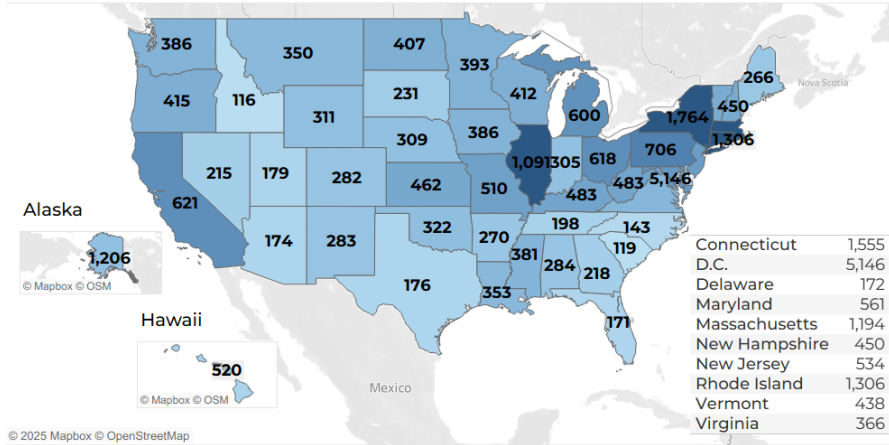 386
350
407
393
415
116
231
412
600
266
Nova Scotia
450
1,764
1,306
311
309
386
1,091
305
618
706
621
215
179
282
462
510
483
483
5,146
174
283
322
270
198
143
119
381
284
218
176
353
171
Alaska
1,206
© Mapbox © OSM
Hawaii
520
© Mapbox © OSM
Mexico
Connecticut 1,555
D.C. 5,146
Delaware 172
Maryland 561
Massachusetts 1,194
New Hampshire 450
New Jersey 534
Rhode Island 1,306
Vermont 438
Virginia 366
© 2025 Mapbox © OpenStreetMap